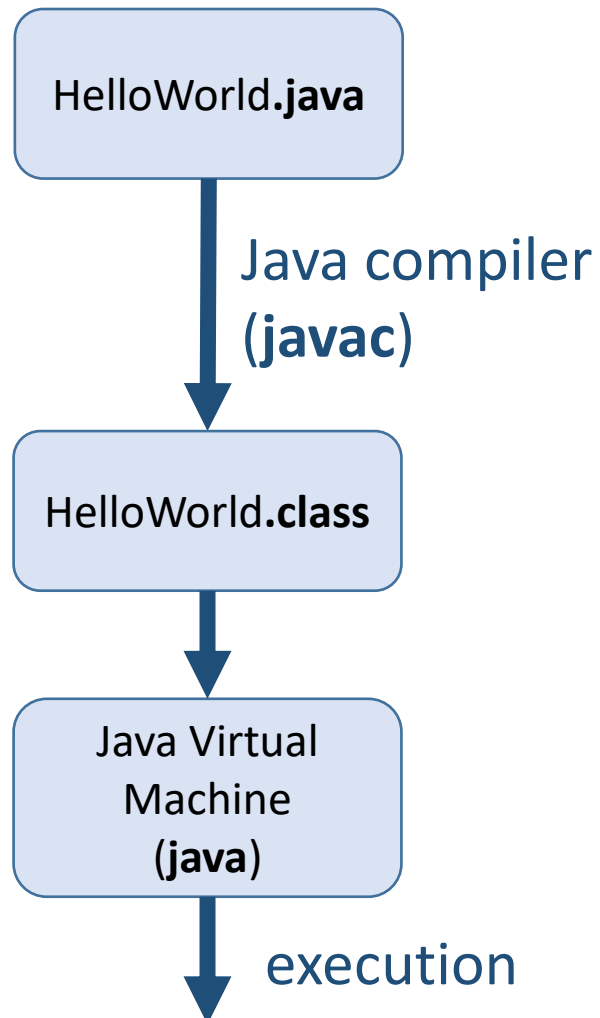 HelloWorld.java
Java compiler
(javac)
HelloWorld.class
Java Virtual
Machine
(java)
execution